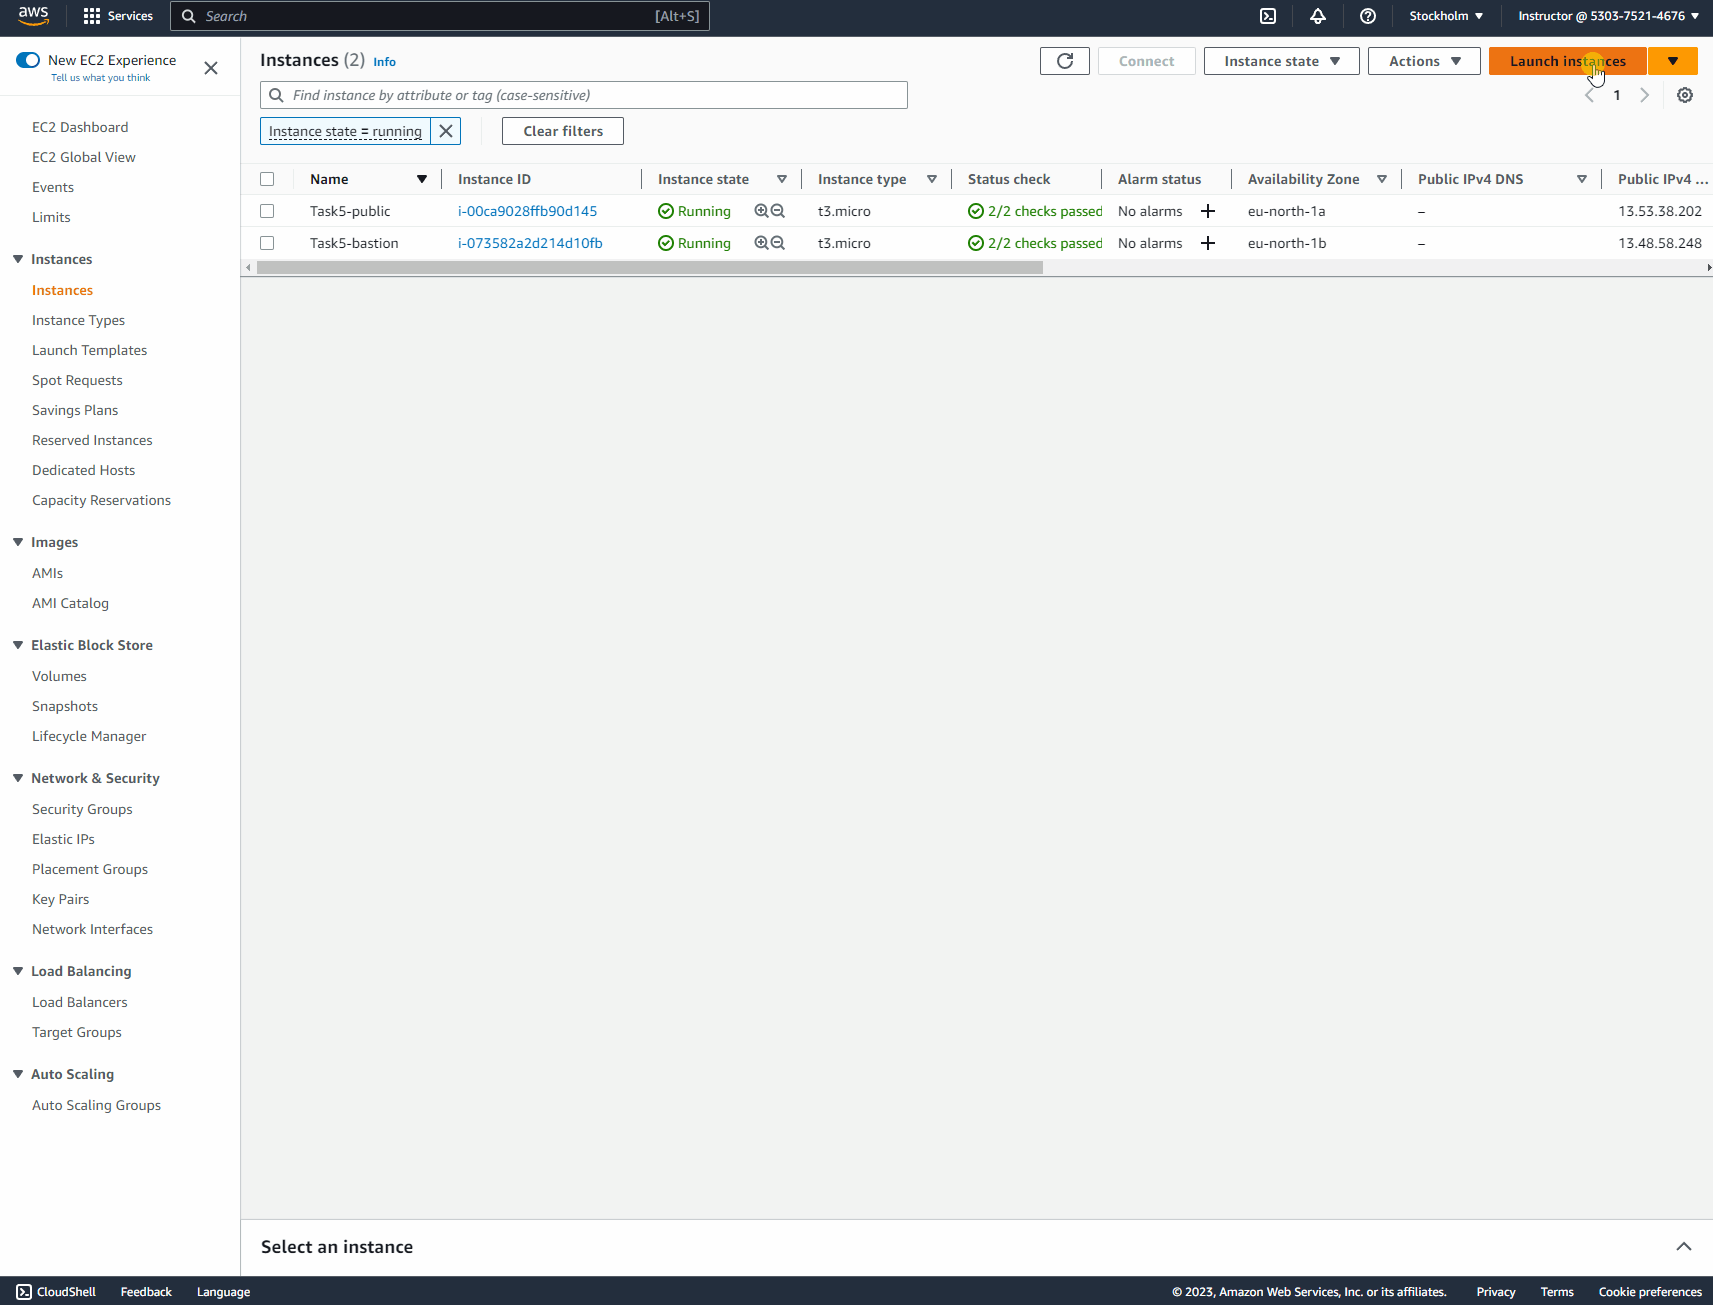 aws Services Search [Alt+S] Stockholm Instructor @ 5303-7521-4676
New EC2 Experience
Tell us what you think
EC2 Dashboard
EC2 Global View
Events
Limits
Instances
Instances
Instance Types
Launch Templates
Spot Requests
Savings Plans
Reserved Instances
Dedicated Hosts
Capacity Reservations
Images
AMIs
AMI Catalog
Elastic Block Store
Volumes
Snapshots
Lifecycle Manager
Network & Security
Security Groups
Elastic IPs
Placement Groups
Key Pairs
Network Interfaces
Load Balancing
Load Balancers
Target Groups
Auto Scaling
Auto Scaling Groups
Instances (2) Info Connect Instance state Actions Launch instances
Find instance by attribute or tag (case-sensitive) 1
Instance state = running Clear filters
Name Instance ID Instance state Instance type Status check Alarm status Availability Zone Public IPv4 DNS Public IPv4 ...
Task5-public i-00ca9028ffb90d145 Running t3.micro 2/2 checks passed No alarms + eu-north-1a – 13.53.38.202
Task5-bastion i-073582a2d214d10fb Running t3.micro 2/2 checks passed No alarms + eu-north-1b – 13.48.58.248
Select an instance
CloudShell Feedback Language © 2023, Amazon Web Services, Inc. or its affiliates. Privacy Terms Cookie preferences